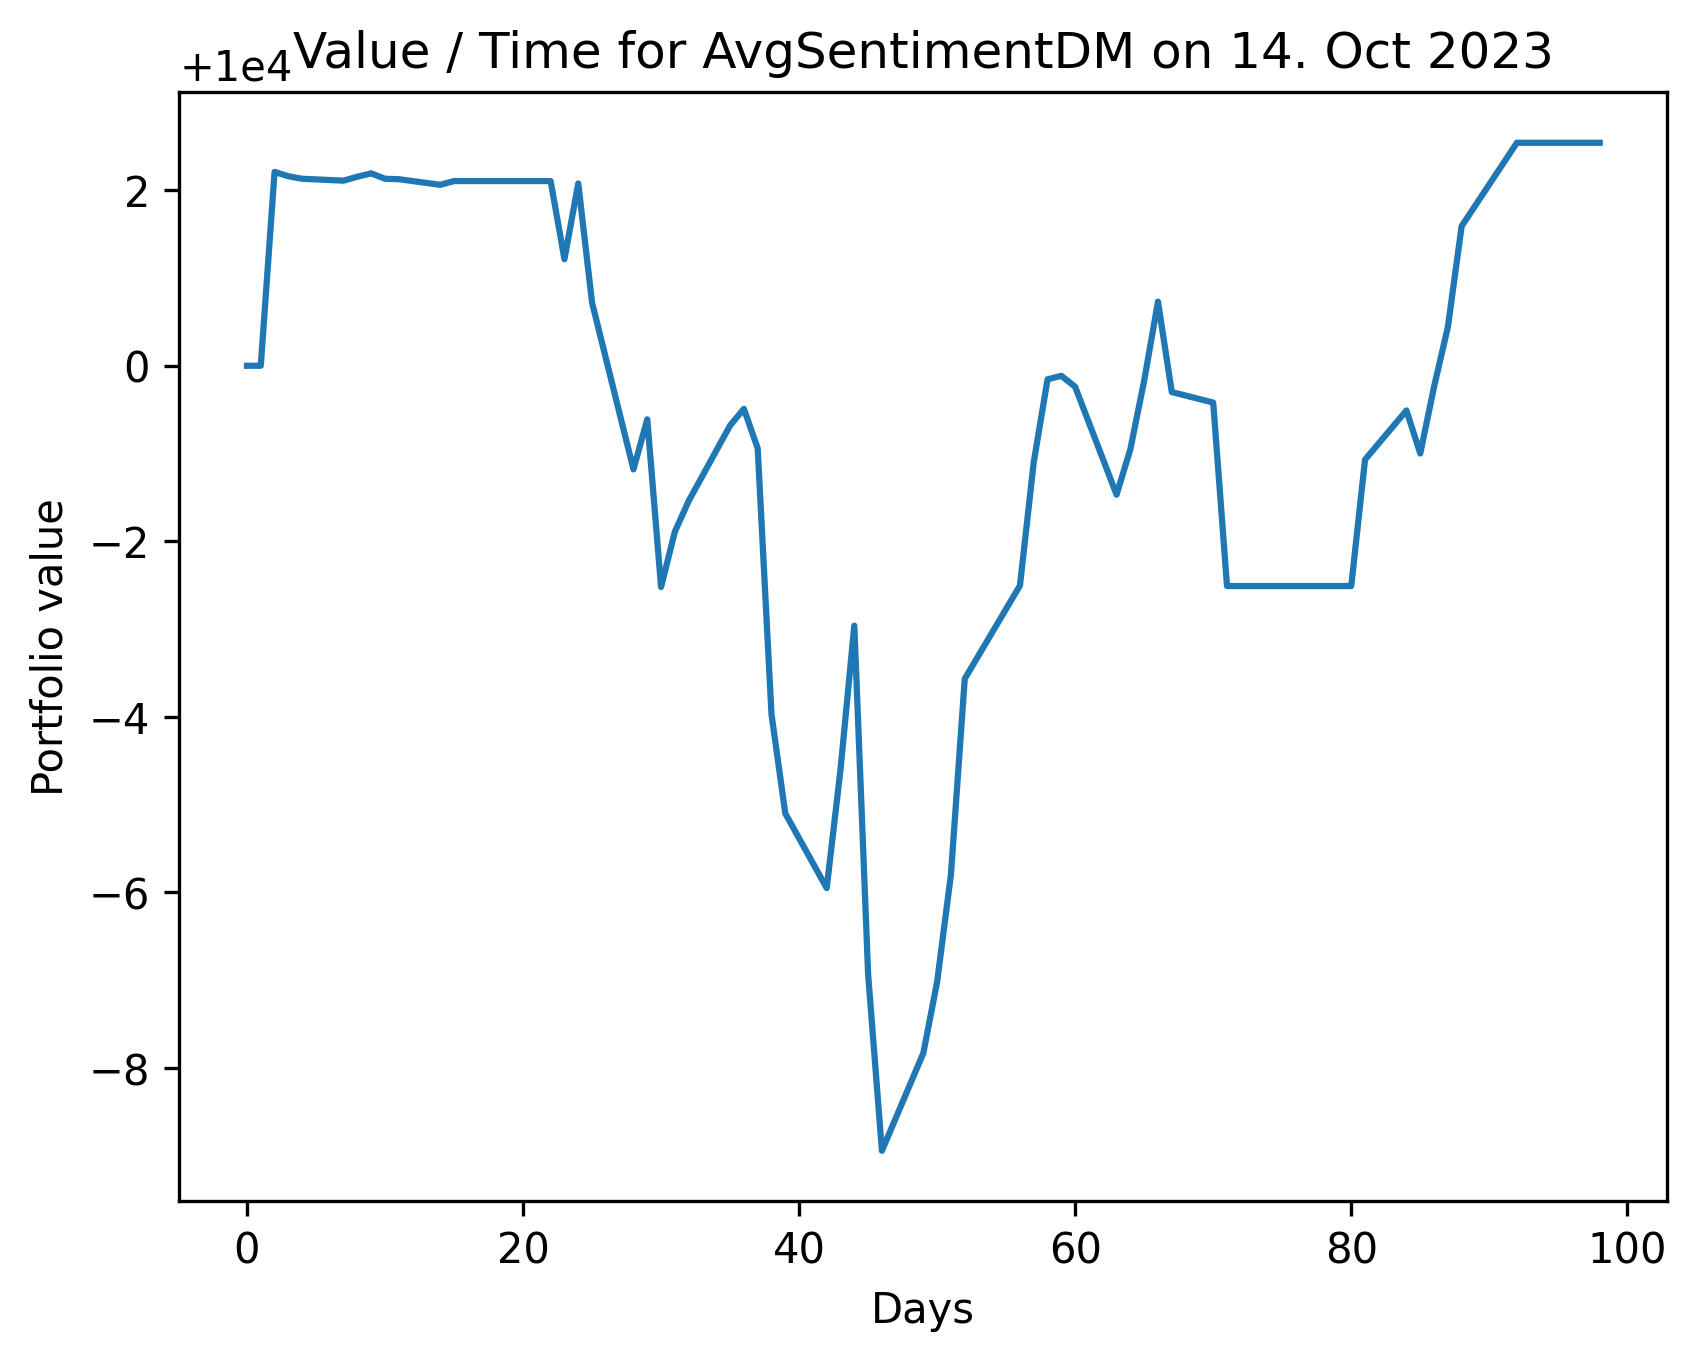 Value / Time for AvgSentimentDM on 14. Oct 2023
+1e4
2
0
−2
−4
−6
−8
Portfolio value
0 20 40 60 80 100
Days